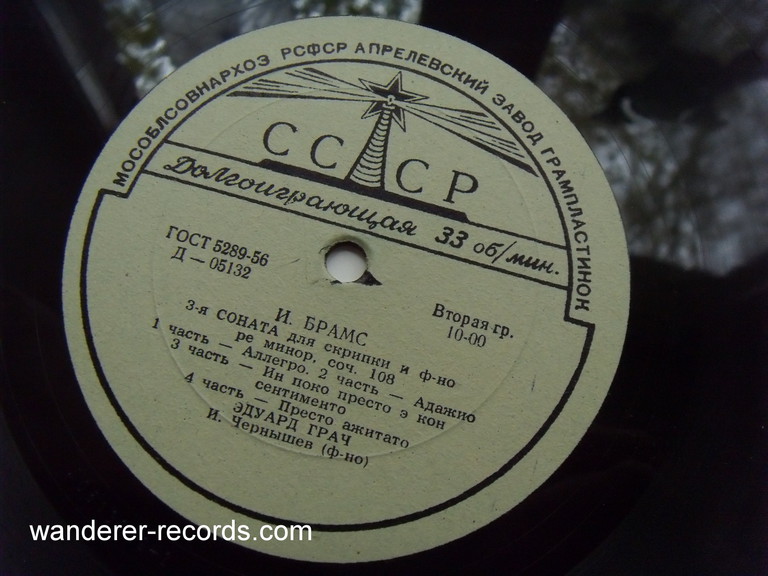 МОСОБЛСОВНАРХОЗ РСФСР АПРЕЛЕВСКИЙ ЗАВОД ГРАМПЛАСТИНОК
СССР
Долгоиграющая 33 об/мин.
ГОСТ 5289-56
Д — 05132
Вторая гр.
10-00
И. БРАМС
3-я СОНАТА для скрипки и ф-но
ре минор, соч. 108
1 часть — Аллегро. 2 часть — Адажио
3 часть — Ин поко престо э кон
сентименто
4 часть — Престо ажитато
ЭДУАРД ГРАЧ
И. Чернышев (ф-но)
wanderer-records.com